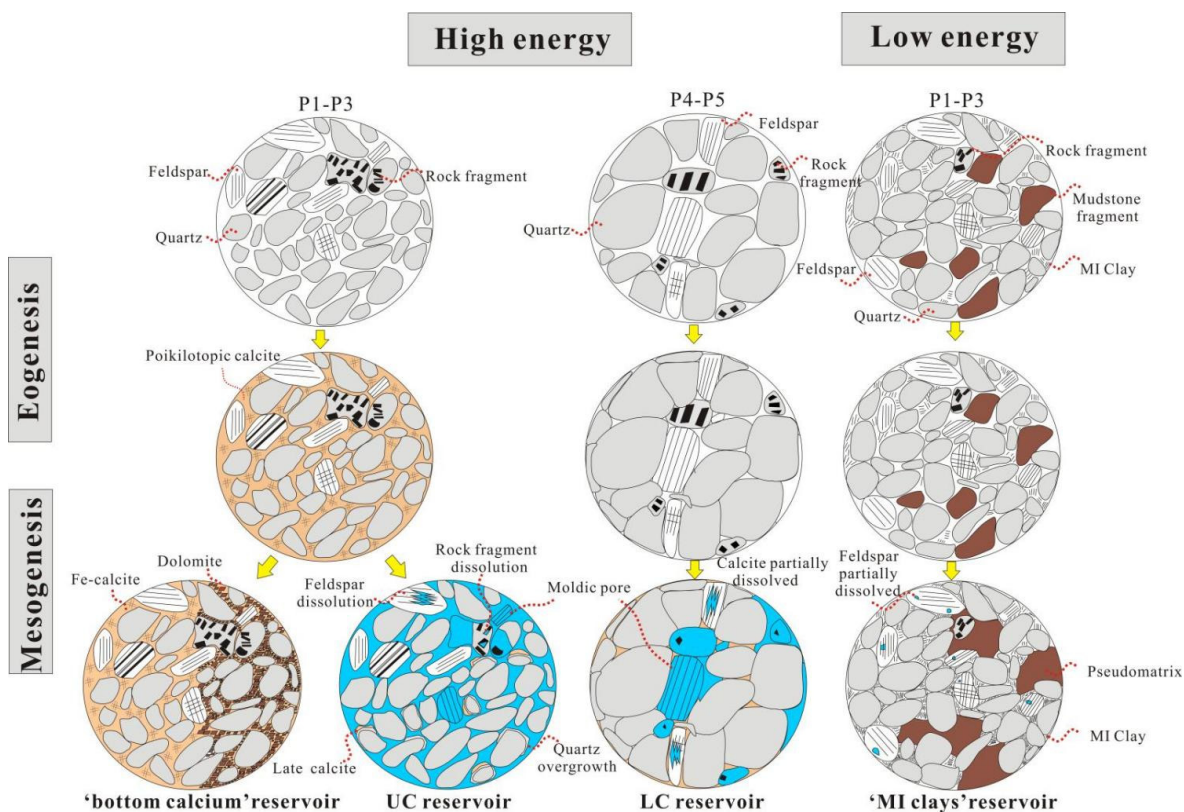 High energy
Low energy
P1-P3
P4-P5
P1-P3
Feldspar
Rock fragment
Quartz
Feldspar
Rock
fragment
Quartz
Rock fragment
Mudstone
fragment
MI Clay
Feldspar
Quartz
Eogenesis
Poikilotopic calcite
Mesogenesis
Fe-calcite
Dolomite
Feldspar
dissolution
Rock fragment
dissolution
Moldic pore
Calcite partially
dissolved
Feldspar
partially
dissolved
Pseudomatrix
MI Clay
Late calcite
Quartz
overgrowth
'bottom calcium' reservoir
UC reservoir
LC reservoir
'MI clays' reservoir